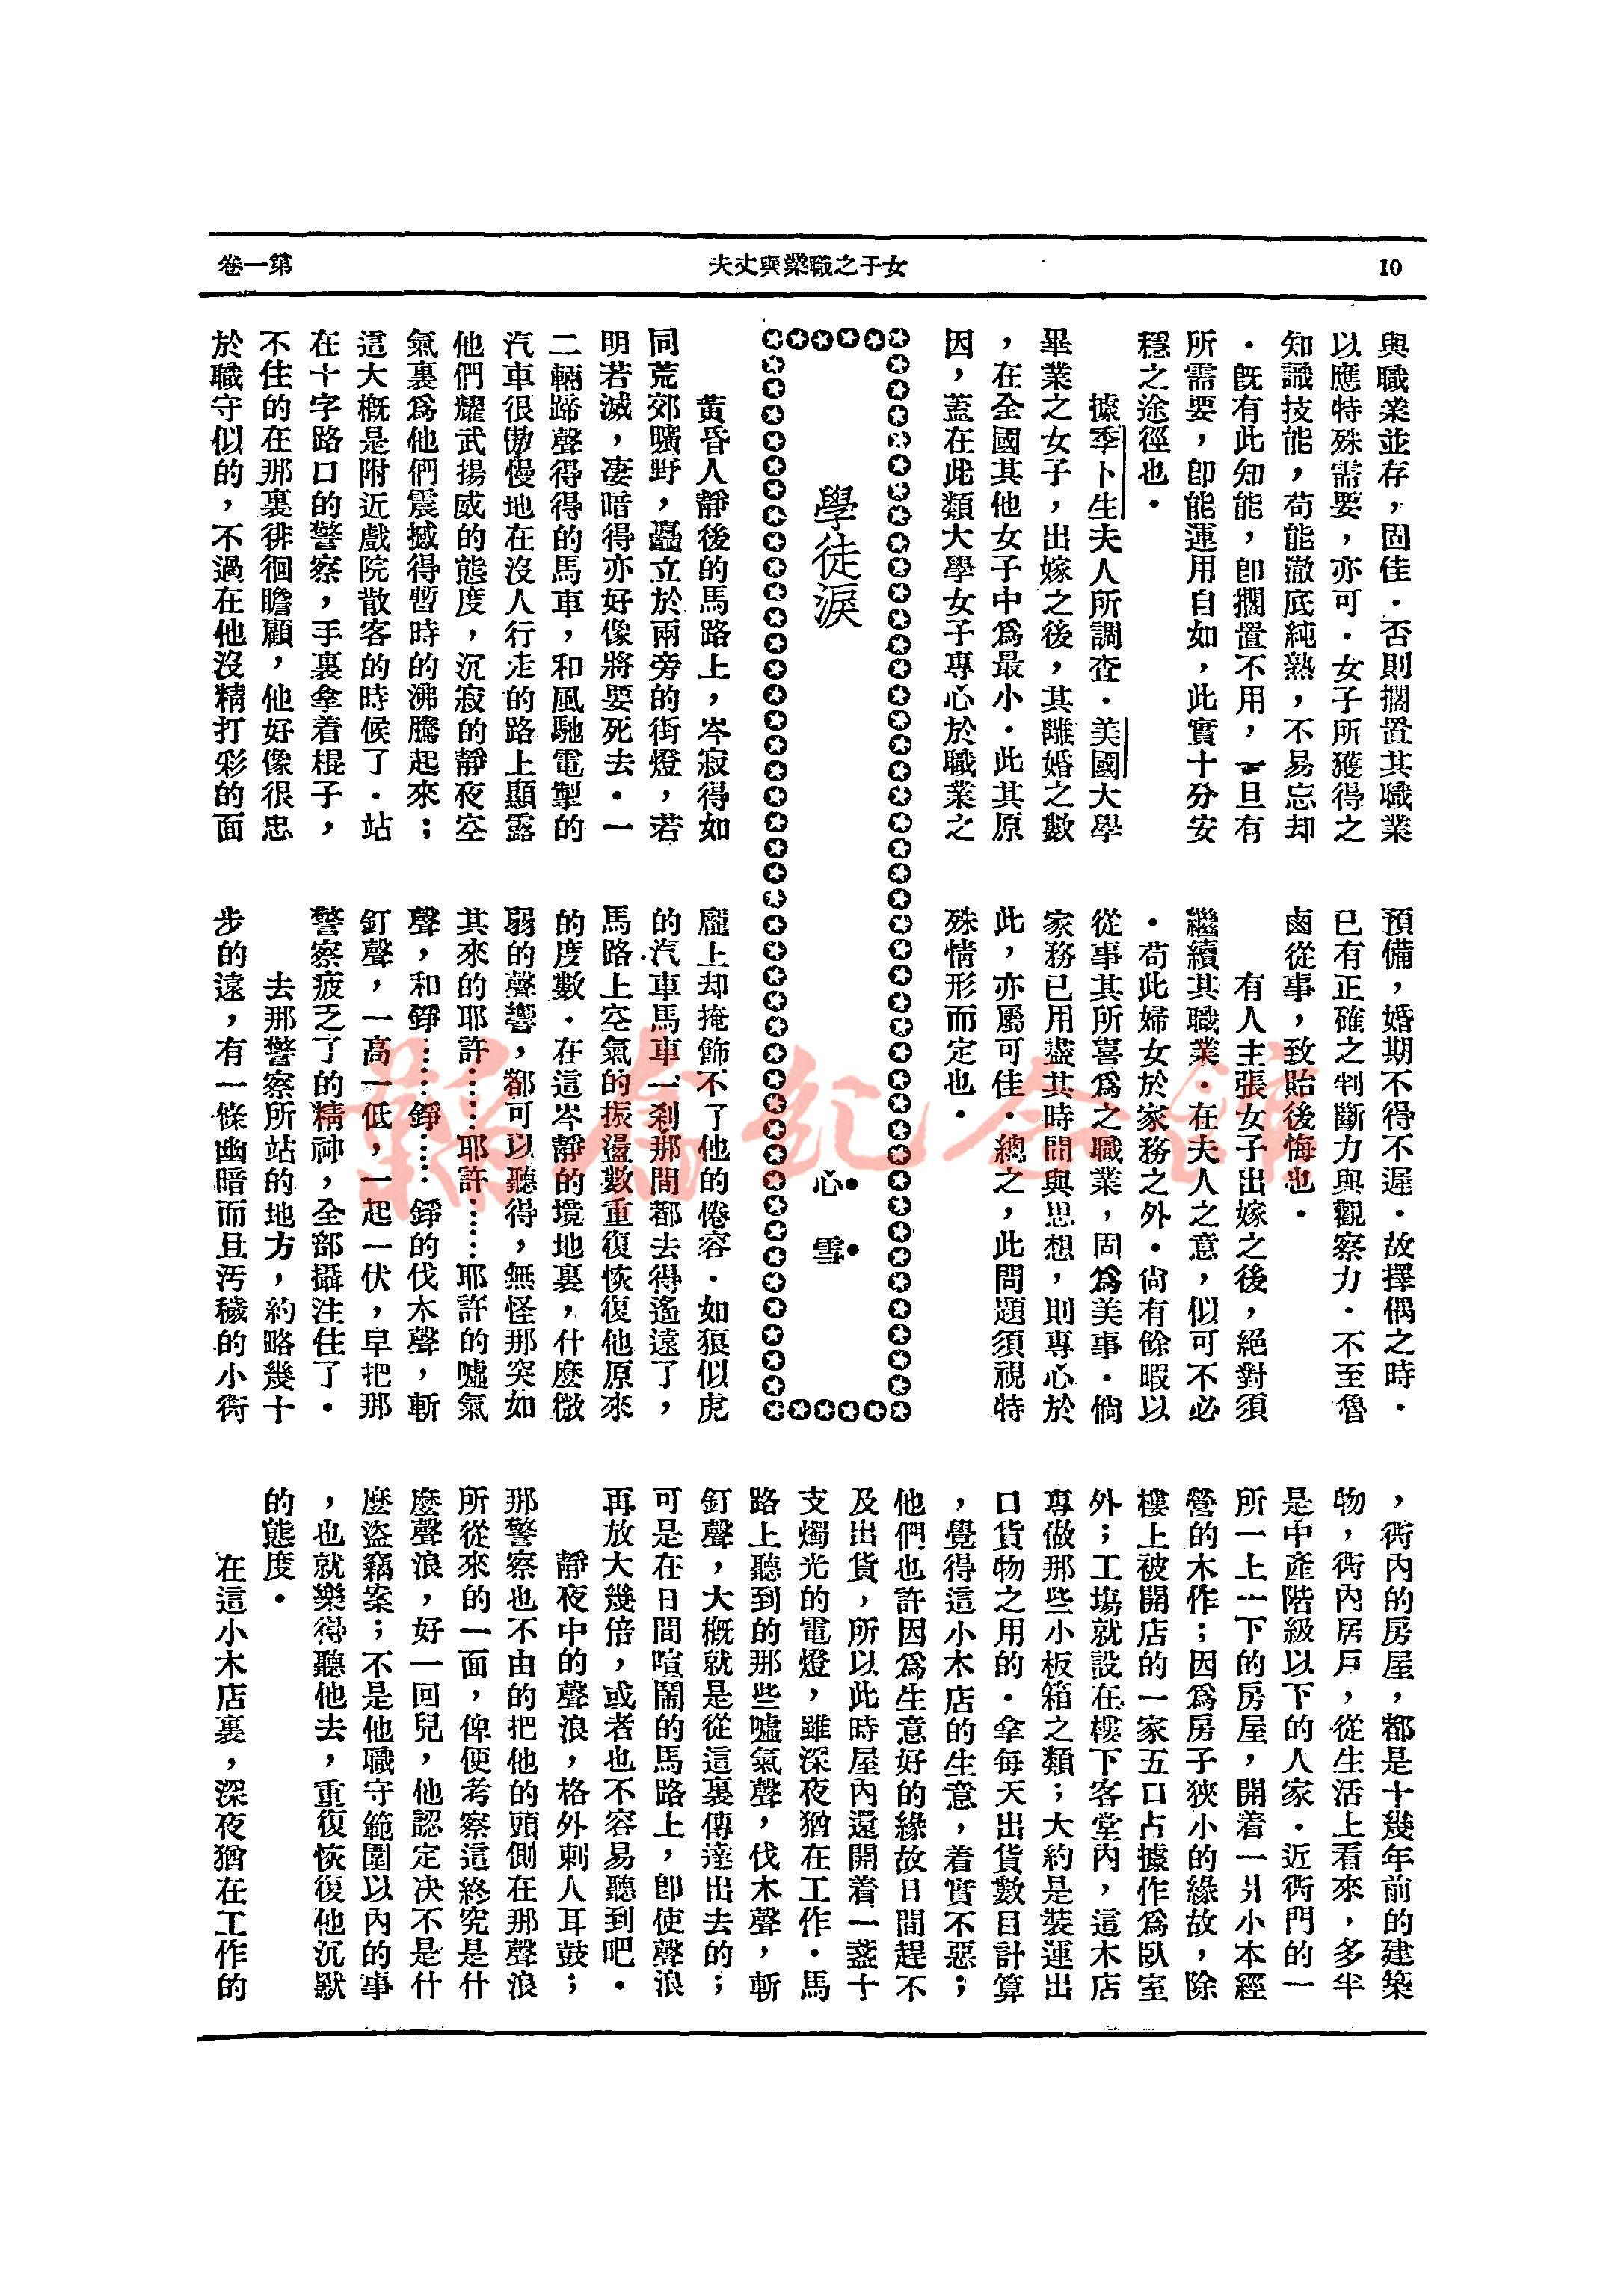 10
女子之職業與丈夫
第一卷
與職業並存，固佳．否則擱置其職業
以應特殊需要，亦可．女子所獲得之
知識技能，苟能澈底純熟，不易忘却
．旣有此知能，卽擱置不用，一旦有
所需要，卽能運用自如，此實十分安
穩之途徑也．
據季卜生夫人所調查．美國大學
畢業之女子，出嫁之後，其離婚之數
，在全國其他女子中爲最小．此其原
因，蓋在此類大學女子專心於職業之
預備，婚期不得不遲．故擇偶之時．
已有正確之判斷力與觀察力．不至魯
鹵從事，致貽後悔也．
有人主張女子出嫁之後，絕對須
繼續其職業．在夫人之意，似可不必
．苟此婦女於家務之外．尙有餘暇以
從事其所喜爲之職業，固爲美事．倘
家務已用盡其時間與思想，則專心於
此，亦屬可佳．總之，此問題須視特
殊情形而定也．
學徒淚
心雪
黃昏人靜後的馬路上，岑寂得如
同荒郊曠野，矗立於兩旁的街燈，若
明若滅，凄暗得亦好像將要死去．一
二輛蹄聲得得的馬車，和風馳電掣的
汽車很傲慢地在沒人行走的路上顯露
他們耀武揚威的態度，沉寂的靜夜空
氣裏爲他們震撼得暫時的沸騰起來；
這大槪是附近戲院散客的時候了．站
在十字路口的警察，手裏拿着棍子，
不住的在那裏徘徊瞻顧，他好像很忠
於職守似的，不過在他沒精打彩的面
龐上却掩飾不了他的倦容．如狼似虎
的汽車馬車一刹那間都去得遙遠了，
馬路上空氣的振盪數重復恢復他原來
的度數．在這岑靜的境地裏，什麼微
弱的聲響，都可以聽得，無怪那突如
其來的耶許……耶許……耶許的噓氣
聲，和錚……錚……錚的伐木聲，斬
釘聲，一高一低，一起一伏，早把那
警察疲乏了的精神，全部攝注住了．
去那警察所站的地方，約略幾十
步的遠，有一條幽暗而且汚穢的小衖
，衖內的房屋，都是十幾年前的建築
物，衖內居戶，從生活上看來，多半
是中產階級以下的人家．近衖門的一
所一上一下的房屋，開着一爿小本經
營的木作；因爲房子狹小的緣故，除
樓上被開店的一家五口占據作爲臥室
外；工塲就設在樓下客堂內，這木店
專做那些小板箱之類；大約是裝運出
口貨物之用的．拿每天出貨數目計算
，覺得這小木店的生意，着實不惡；
他們也許因爲生意好的緣故日間趕不
及出貨，所以此時屋內還開着一盞十
支燭光的電燈，雖深夜猶在工作．馬
路上聽到的那些噓氣聲，伐木聲，斬
釘聲，大槪就是從這裏傳達出去的；
可是在日間喧鬧的馬路上，卽使聲浪
再放大幾倍，或者也不容易聽到吧．
靜夜中的聲浪，格外刺人耳鼓；
那警察也不由的把他的頭側在那聲浪
所從來的一面，俾便考察這終究是什
麼聲浪，好一回兒，他認定决不是什
麽盜竊案；不是他職守範圍以內的事
，也就樂得聽他去，重復恢復他沉默
的態度．
在這小木店裏，深夜猶在工作的
韜奮紀念館